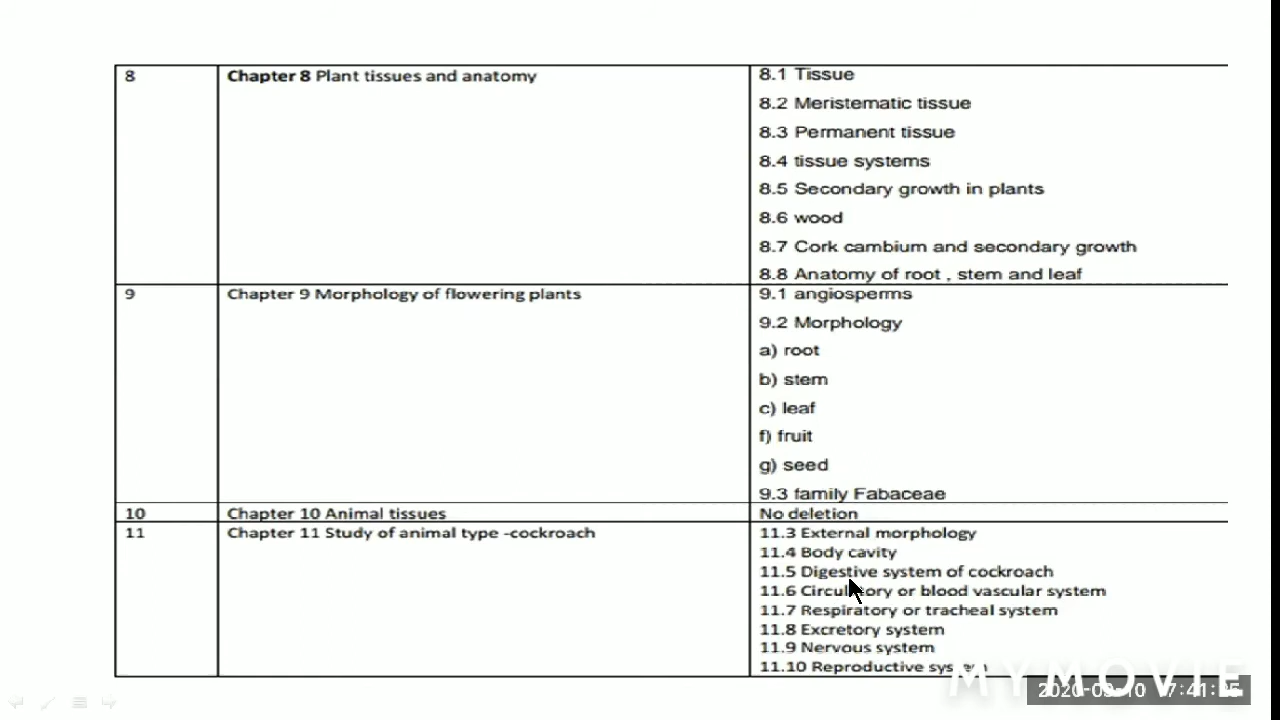 8 Chapter 8 Plant tissues and anatomy 8.1 Tissue
8.2 Meristematic tissue
8.3 Permanent tissue
8.4 tissue systems
8.5 Secondary growth in plants
8.6 wood
8.7 Cork cambium and secondary growth
8.8 Anatomy of root , stem and leaf
9 Chapter 9 Morphology of flowering plants 9.1 angiosperms
9.2 Morphology
a) root
b) stem
c) leaf
f) fruit
g) seed
9.3 family Fabaceae
10 Chapter 10 Animal tissues No deletion
11 Chapter 11 Study of animal type -cockroach 11.3 External morphology
11.4 Body cavity
11.5 Digestive system of cockroach
11.6 Circulatory or blood vascular system
11.7 Respiratory or tracheal system
11.8 Excretory system
11.9 Nervous system
11.10 Reproductive system
MYMOVIE